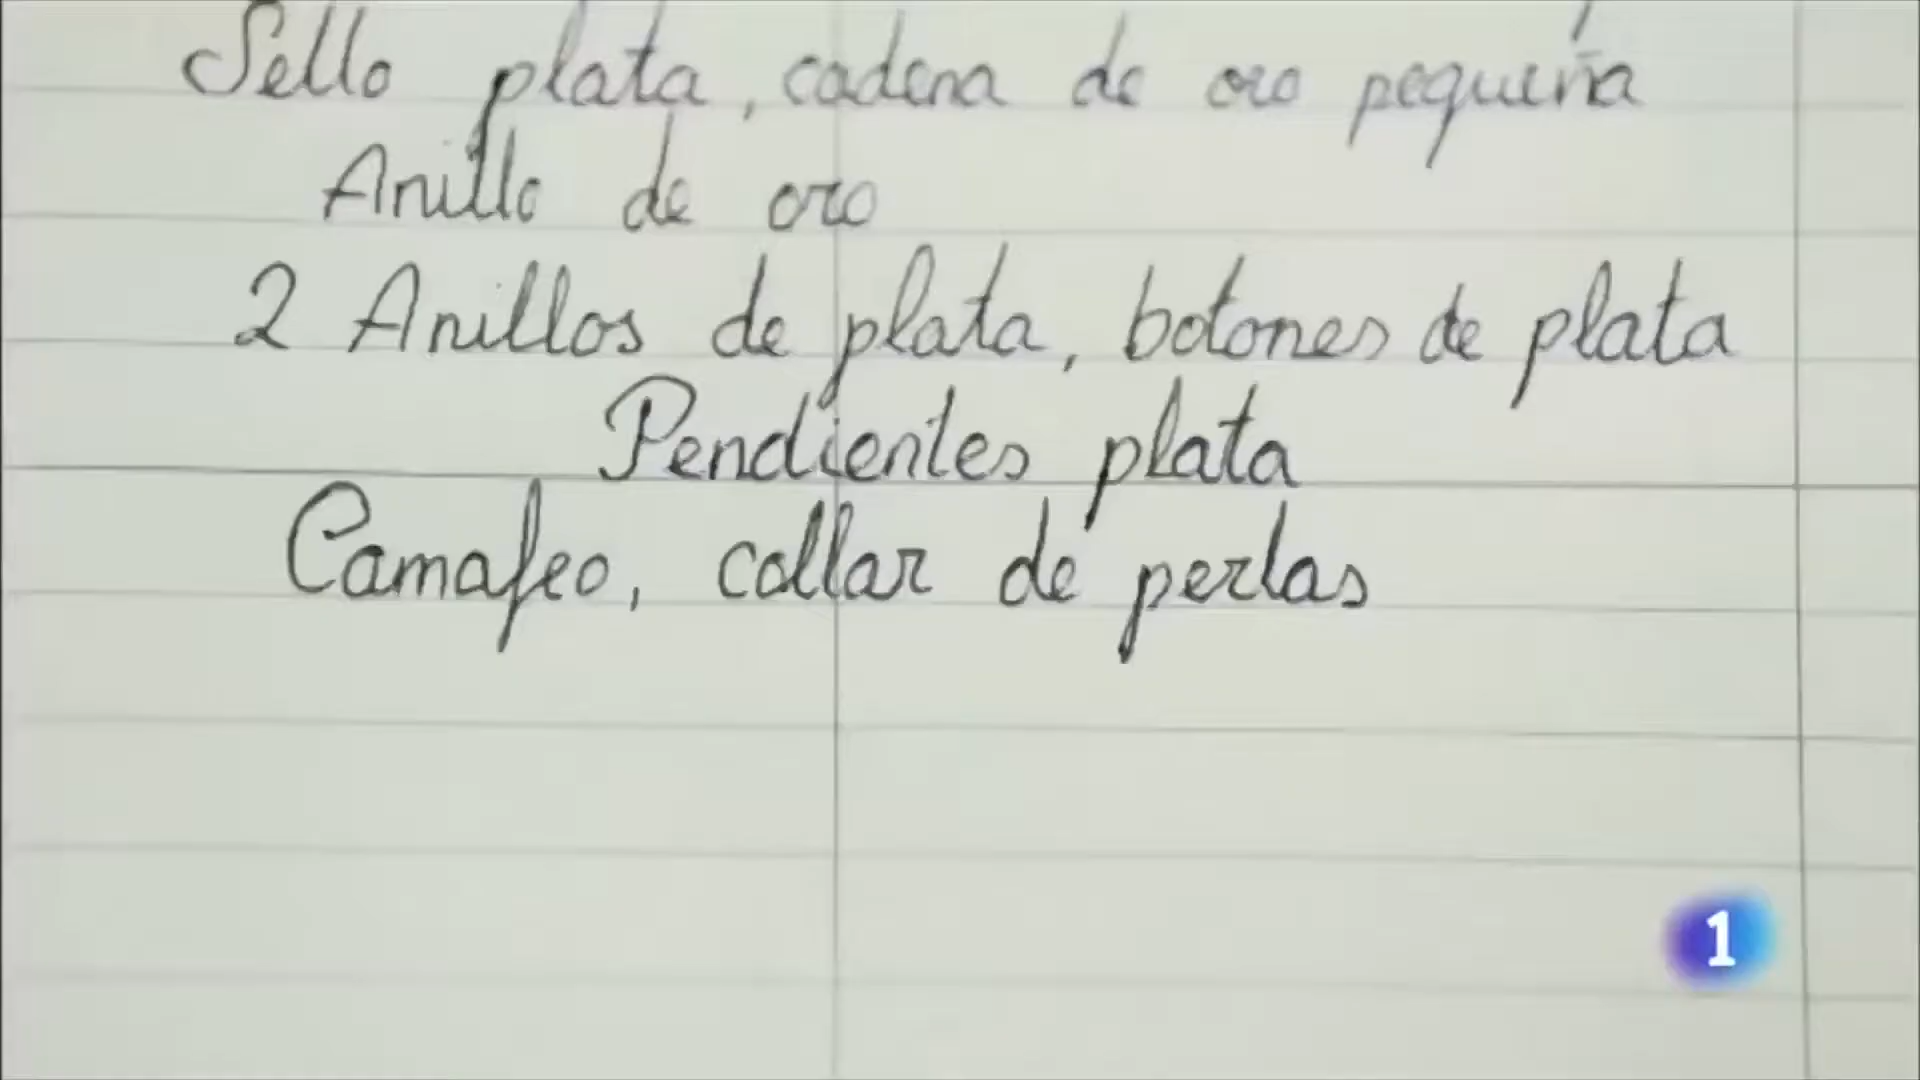 Sello plata, cadena de oro pequeña
Anillo de oro
2 Anillos de plata, botones de plata
Pendientes plata
Camafeo, collar de perlas
1